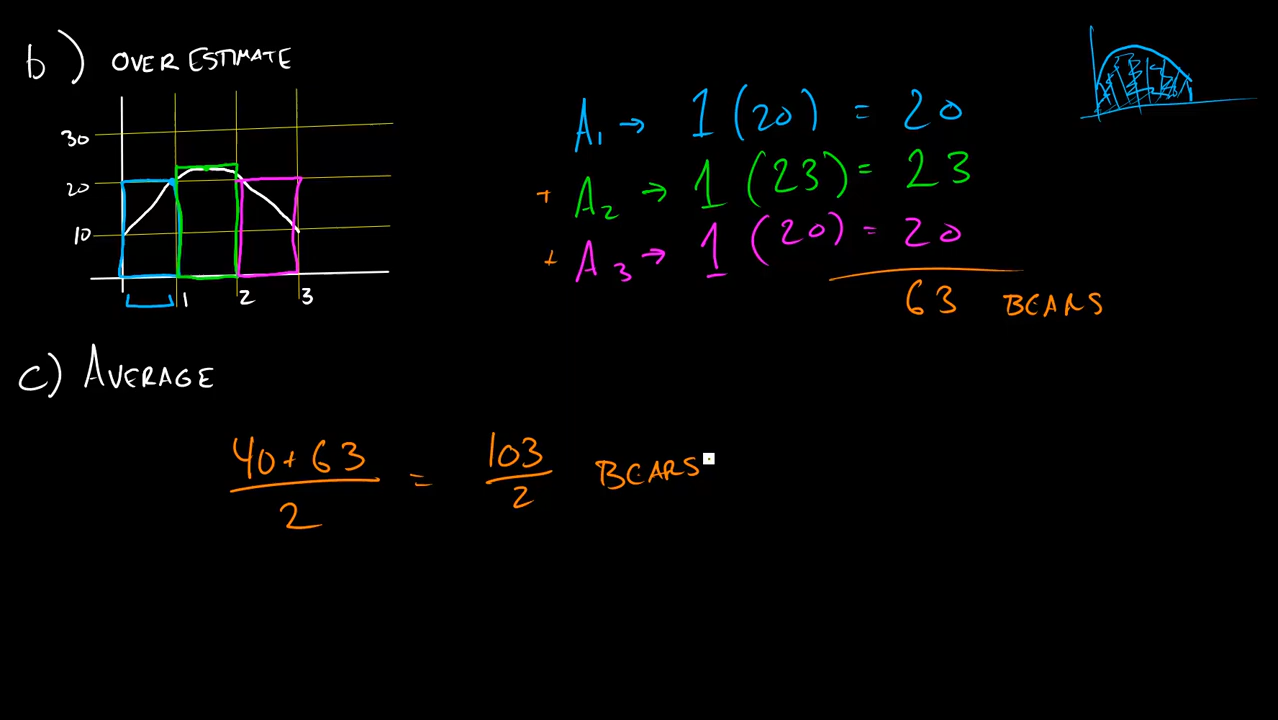 b) OVER ESTIMATE
30
20
10
1 2 3
A1 → 1 (20) = 20
+ A2 → 1 (23) = 23
+ A3 → 1 (20) = 20
63 BEARS
c) AVERAGE
40+63
2
=
103
2
BEARS